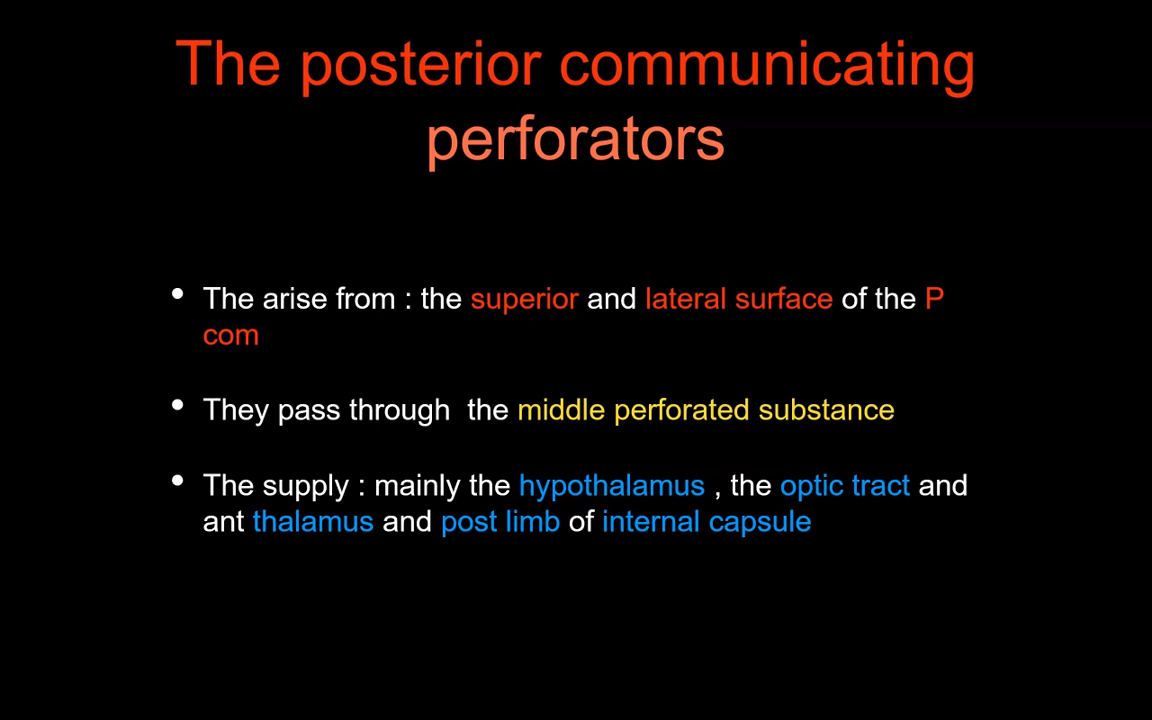 The posterior communicating
perforators
• The arise from : the superior and lateral surface of the P
com
• They pass through  the middle perforated substance
• The supply : mainly the hypothalamus , the optic tract and
ant thalamus and post limb of internal capsule